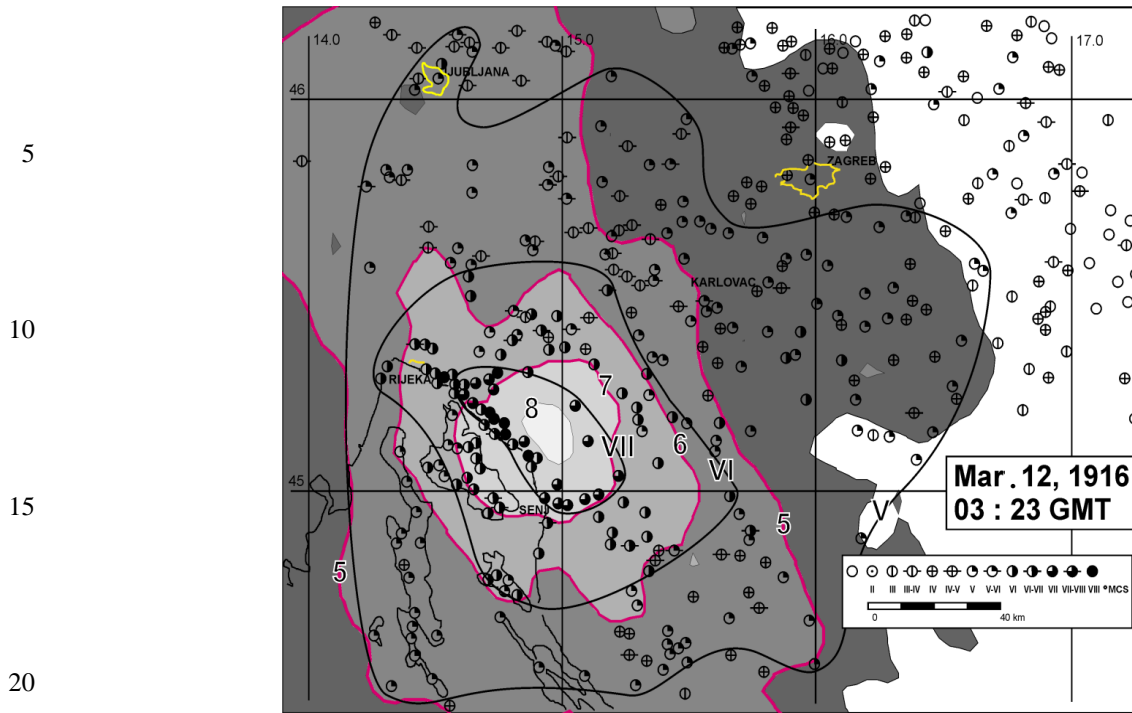 14.0 15.0 16.0 17.0
LJUBLJANA
46
5
ZAGREB
KARLOVAC
10
RIJEKA
7
8
VII
6
VI
45
Mar. 12, 1916
03 : 23 GMT
15
SENJ
V
5
5
II III III-IV IV IV-V V V-VI VI VI-VII VII VII-VIII VIII °MCS
0 40 km
20